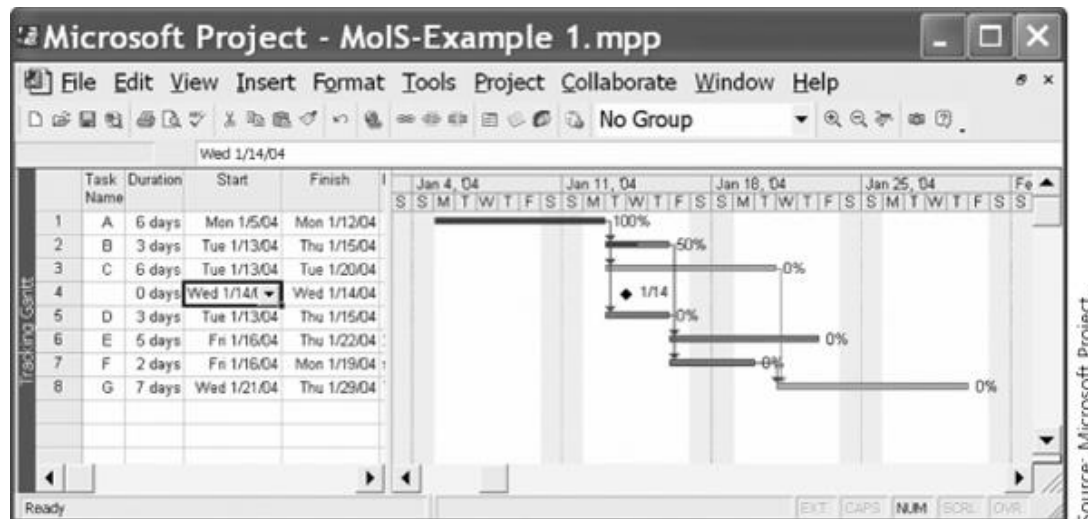 Microsoft Project - MoIS-Example 1.mpp
File Edit View Insert Format Tools Project Collaborate Window Help
No Group
Wed 1/14/04
Task Name Duration Start Finish
Jan 4, '04 Jan 11, '04 Jan 18, '04 Jan 25, '04 Fe
S S M T W T F S S M T W T F S S M T W T F S S M T W T F S S
1 A 6 days Mon 1/5/04 Mon 1/12/04 100%
2 B 3 days Tue 1/13/04 Thu 1/15/04 50%
3 C 6 days Tue 1/13/04 Tue 1/20/04 0%
4 0 days Wed 1/14/ Wed 1/14/04 1/14
5 D 3 days Tue 1/13/04 Thu 1/15/04 0%
6 E 5 days Fri 1/16/04 Thu 1/22/04 0%
7 F 2 days Fri 1/16/04 Mon 1/19/04 0%
8 G 7 days Wed 1/21/04 Thu 1/29/04 0%
Tracking Gantt
Ready
EXT CAPS NUM SCRL OVR
Source: Microsoft Project